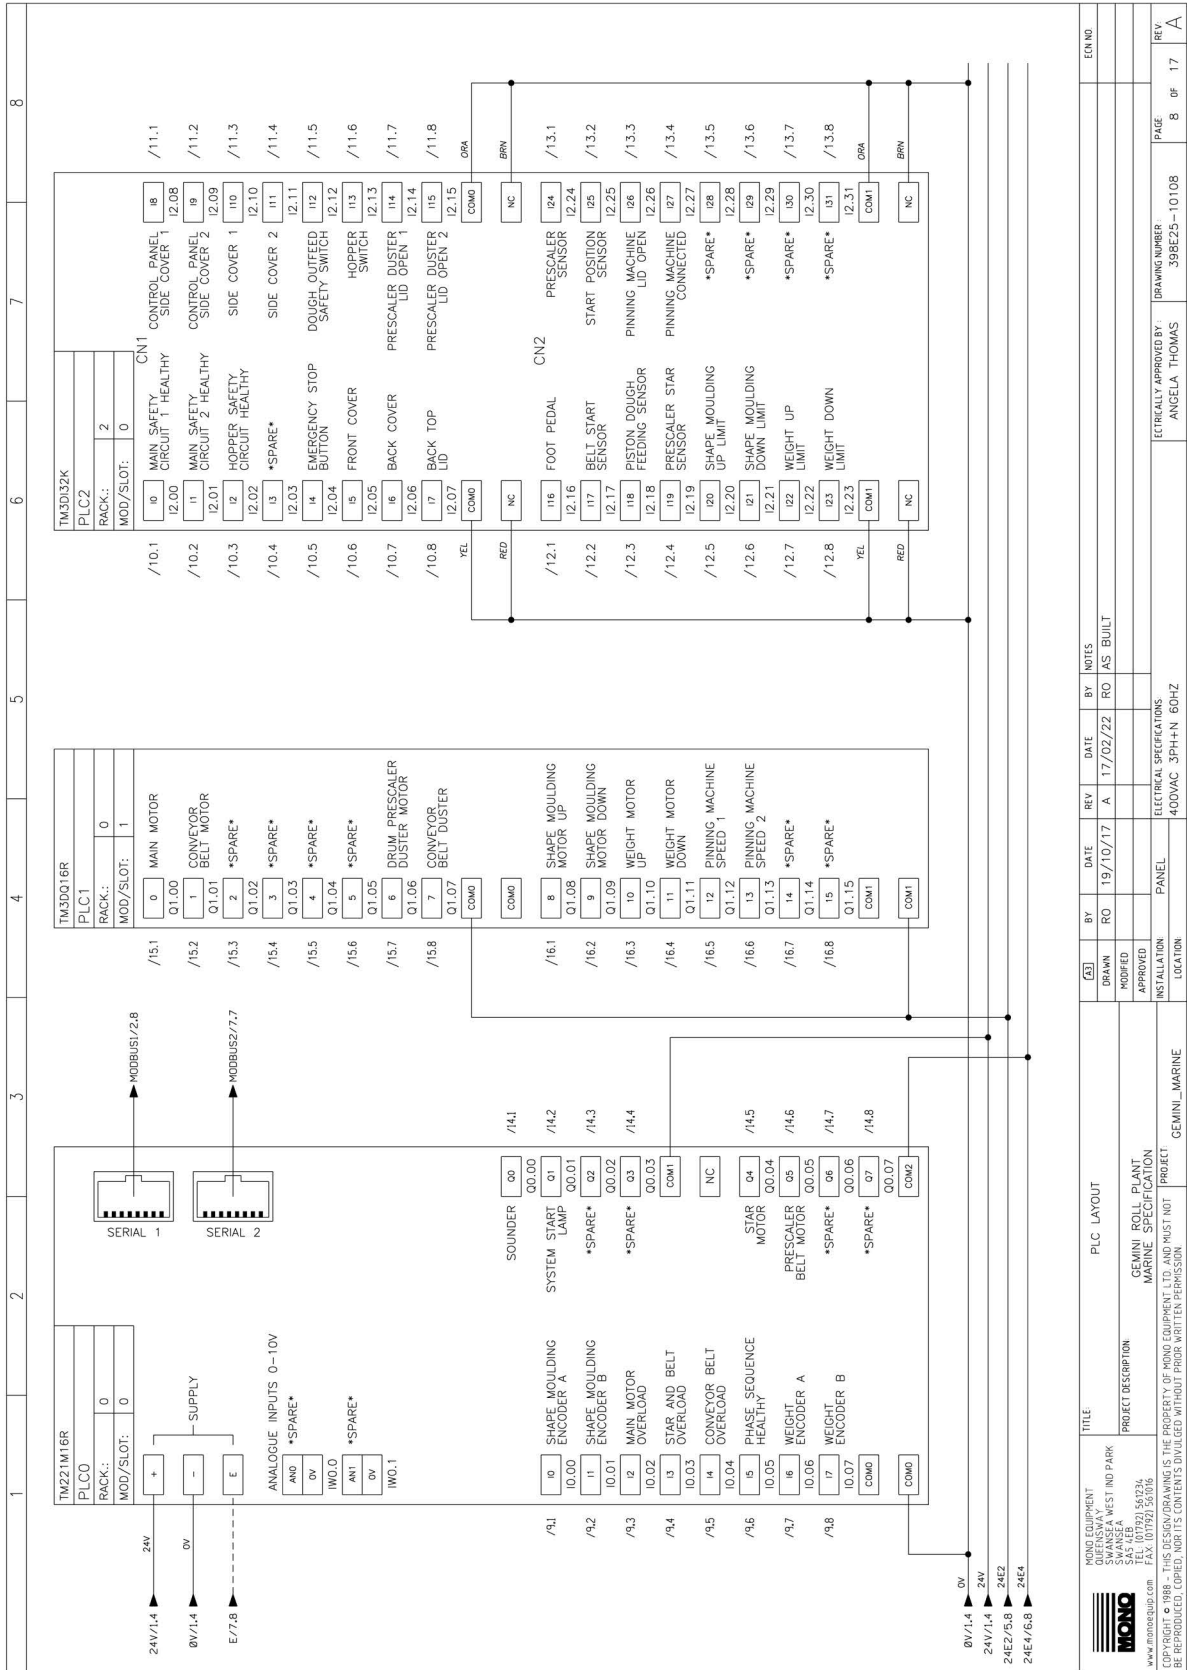 1
2
3
4
5
6
7
8
TM221M16R
PLC0
RACK.: 0
MOD/SLOT: 0
24V/1.4
24V
+
0V/1.4
0V
-
SUPPLY
E/7.8
E
SERIAL 1
MODBUS1/2.8
SERIAL 2
MODBUS2/7.7
ANALOGUE INPUTS 0-10V
AN0 *SPARE*
0V
IW0.0
AN1 *SPARE*
0V
IW0.1
/9.1 I0 SHAPE MOULDING
I0.00 ENCODER A
/9.2 I1 SHAPE MOULDING
I0.01 ENCODER B
/9.3 I2 MAIN MOTOR
I0.02 OVERLOAD
/9.4 I3 STAR AND BELT
I0.03 OVERLOAD
/9.5 I4 CONVEYOR BELT
I0.04 OVERLOAD
/9.6 I5 PHASE SEQUENCE
I0.05 HEALTHY
/9.7 I6 WEIGHT
I0.06 ENCODER A
/9.8 I7 WEIGHT
I0.07 ENCODER B
COM0
COM0
SOUNDER Q0 /14.1
Q0.00
SYSTEM START Q1 /14.2
LAMP Q0.01
*SPARE* Q2 /14.3
Q0.02
*SPARE* Q3 /14.4
Q0.03
COM1
NC
STAR Q4 /14.5
MOTOR Q0.04
PRESCALER Q5 /14.6
BELT MOTOR Q0.05
*SPARE* Q6 /14.7
Q0.06
*SPARE* Q7 /14.8
Q0.07
COM2
TM3DQ16R
PLC1
RACK.: 0
MOD/SLOT: 1
/15.1 0 MAIN MOTOR
Q1.00
/15.2 1 CONVEYOR
Q1.01 BELT MOTOR
/15.3 2 *SPARE*
Q1.02
/15.4 3 *SPARE*
Q1.03
/15.5 4 *SPARE*
Q1.04
/15.6 5 *SPARE*
Q1.05
/15.7 6 DRUM PRESCALER
Q1.06 DUSTER MOTOR
/15.8 7 CONVEYOR
Q1.07 BELT DUSTER
COM0
COM0
/16.1 8 SHAPE MOULDING
Q1.08 MOTOR UP
/16.2 9 SHAPE MOULDING
Q1.09 MOTOR DOWN
/16.3 10 WEIGHT MOTOR
Q1.10 UP
/16.4 11 WEIGHT MOTOR
Q1.11 DOWN
/16.5 12 PINNING MACHINE
Q1.12 SPEED 1
/16.6 13 PINNING MACHINE
Q1.13 SPEED 2
/16.7 14 *SPARE*
Q1.14
/16.8 15 *SPARE*
Q1.15
COM1
COM1
TM3DI32K
PLC2
RACK.: 2
MOD/SLOT: 0
CN1
/10.1 I0 MAIN SAFETY
I2.00 CIRCUIT 1 HEALTHY
/10.2 I1 MAIN SAFETY
I2.01 CIRCUIT 2 HEALTHY
/10.3 I2 HOPPER SAFETY
I2.02 CIRCUIT HEALTHY
/10.4 I3 *SPARE*
I2.03
/10.5 I4 EMERGENCY STOP
I2.04 BUTTON
/10.6 I5 FRONT COVER
I2.05
/10.7 I6 BACK COVER
I2.06
/10.8 I7 BACK TOP
I2.07 LID
YEL COM0
RED NC
CONTROL PANEL I8 /11.1
SIDE COVER 1 I2.08
CONTROL PANEL I9 /11.2
SIDE COVER 2 I2.09
SIDE COVER 1 I10 /11.3
I2.10
SIDE COVER 2 I11 /11.4
I2.11
DOUGH OUTFEED I12 /11.5
SAFETY SWITCH I2.12
HOPPER I13 /11.6
SWITCH I2.13
PRESCALER DUSTER I14 /11.7
LID OPEN 1 I2.14
PRESCALER DUSTER I15 /11.8
LID OPEN 2 I2.15
COM0 ORA
NC BRN
CN2
/12.1 I16 FOOT PEDAL
I2.16
/12.2 I17 BELT START
I2.17 SENSOR
/12.3 I18 PISTON DOUGH
I2.18 FEEDING SENSOR
/12.4 I19 PRESCALER STAR
I2.19 SENSOR
/12.5 I20 SHAPE MOULDING
I2.20 UP LIMIT
/12.6 I21 SHAPE MOULDING
I2.21 DOWN LIMIT
/12.7 I22 WEIGHT UP
I2.22 LIMIT
/12.8 I23 WEIGHT DOWN
I2.23 LIMIT
YEL COM1
RED NC
PRESCALER I24 /13.1
SENSOR I2.24
START POSITION I25 /13.2
SENSOR I2.25
PINNING MACHINE I26 /13.3
LID OPEN I2.26
PINNING MACHINE I27 /13.4
CONNECTED I2.27
*SPARE* I28 /13.5
I2.28
*SPARE* I29 /13.6
I2.29
*SPARE* I30 /13.7
I2.30
*SPARE* I31 /13.8
I2.31
COM1 ORA
NC BRN
0V/1.4 0V
24V/1.4 24V
24E2/5.8 24E2
24E4/6.8 24E4
MONO
www.monoequip.com
MONO EQUIPMENT
QUEENSWAY
SWANSEA WEST IND PARK
SWANSEA
SA5 4EB
TEL: (01792) 561234
FAX: (01792) 561016
COPYRIGHT © 1988 - THIS DESIGN/DRAWING IS THE PROPERTY OF MONO EQUIPMENT LTD. AND MUST NOT
BE REPRODUCED, COPIED, NOR ITS CONTENTS DIVULGED WITHOUT PRIOR WRITTEN PERMISSION.
TITLE: PLC LAYOUT
PROJECT DESCRIPTION:
GEMINI ROLL PLANT
MARINE SPECIFICATION
PROJECT: GEMINI_MARINE
A3 BY DATE REV DATE BY NOTES ECN NO.
DRAWN RO 19/10/17 A 17/02/22 RO AS BUILT
MODIFIED
APPROVED
INSTALLATION: PANEL
LOCATION:
ELECTRICAL SPECIFICATIONS:
400VAC 3PH+N 60HZ
ECTRICALLY APPROVED BY:
ANGELA THOMAS
DRAWING NUMBER:
398E25-10108
PAGE
8 OF 17
REV:
A